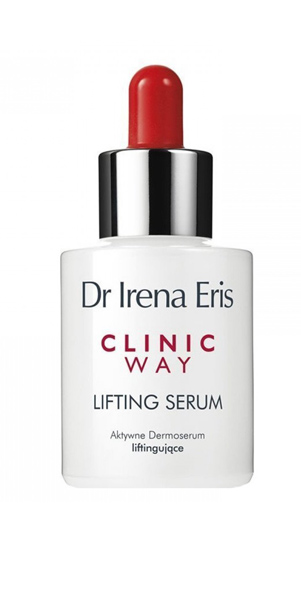 Dr Irena Eris
CLINIC
WAY
LIFTING SERUM
Aktywne Dermoserum
liftingujące